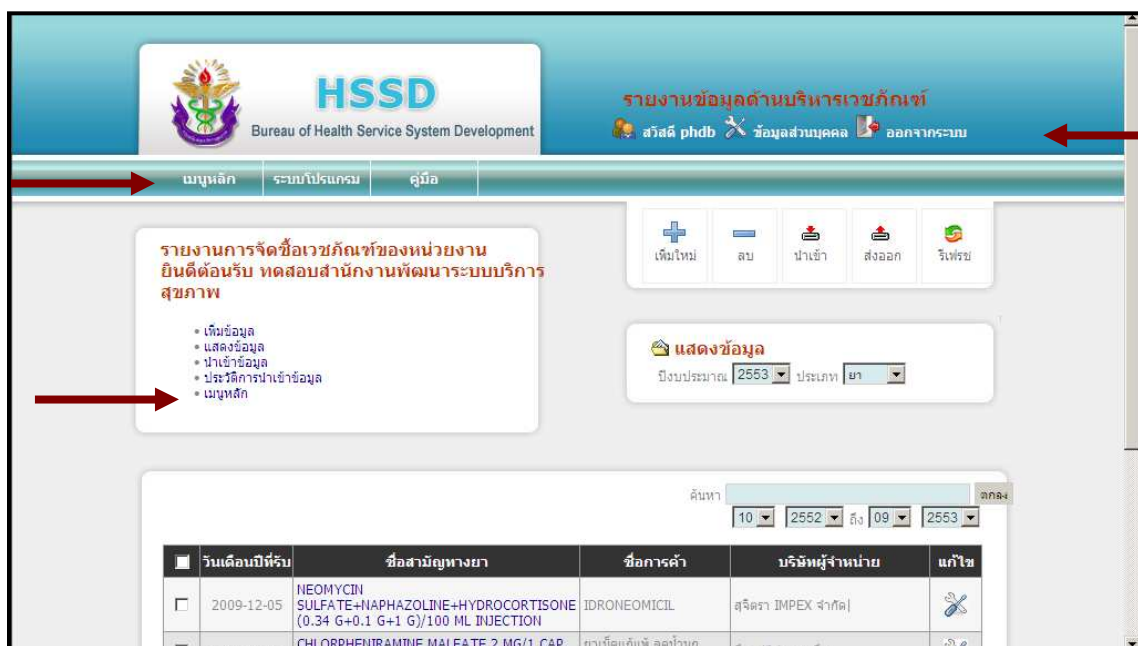 HSSD
Bureau of Health Service System Development
รายงานข้อมูลด้านบริหารเวชภัณฑ์
สวัสดี phdb ข้อมูลส่วนบุคคล ออกจากระบบ
เมนูหลัก ระบบโปรแกรม คู่มือ
รายงานการจัดซื้อเวชภัณฑ์ของหน่วยงาน
ยินดีต้อนรับ ทดสอบสำนักงานพัฒนาระบบบริการ
สุขภาพ
เพิ่มข้อมูล
แสดงข้อมูล
นำเข้าข้อมูล
ประวัติการนำเข้าข้อมูล
เมนูหลัก
เพิ่มใหม่ ลบ นำเข้า ส่งออก รีเฟรช
แสดงข้อมูล
ปีงบประมาณ 2553 ประเภท ยา
ค้นหา ตกลง
10 2552 ถึง 09 2553
วันเดือนปีที่รับ ชื่อสามัญทางยา ชื่อการค้า บริษัทผู้จำหน่าย แก้ไข
2009-12-05 NEOMYCIN SULFATE+NAPHAZOLINE+HYDROCORTISONE (0.34 G+0.1 G+1 G)/100 ML INJECTION IDRONEOMICIL สุจิตรา IMPEX จำกัด|
CHLORPHENIRAMINE MALEATE 2 MG/1 CAP